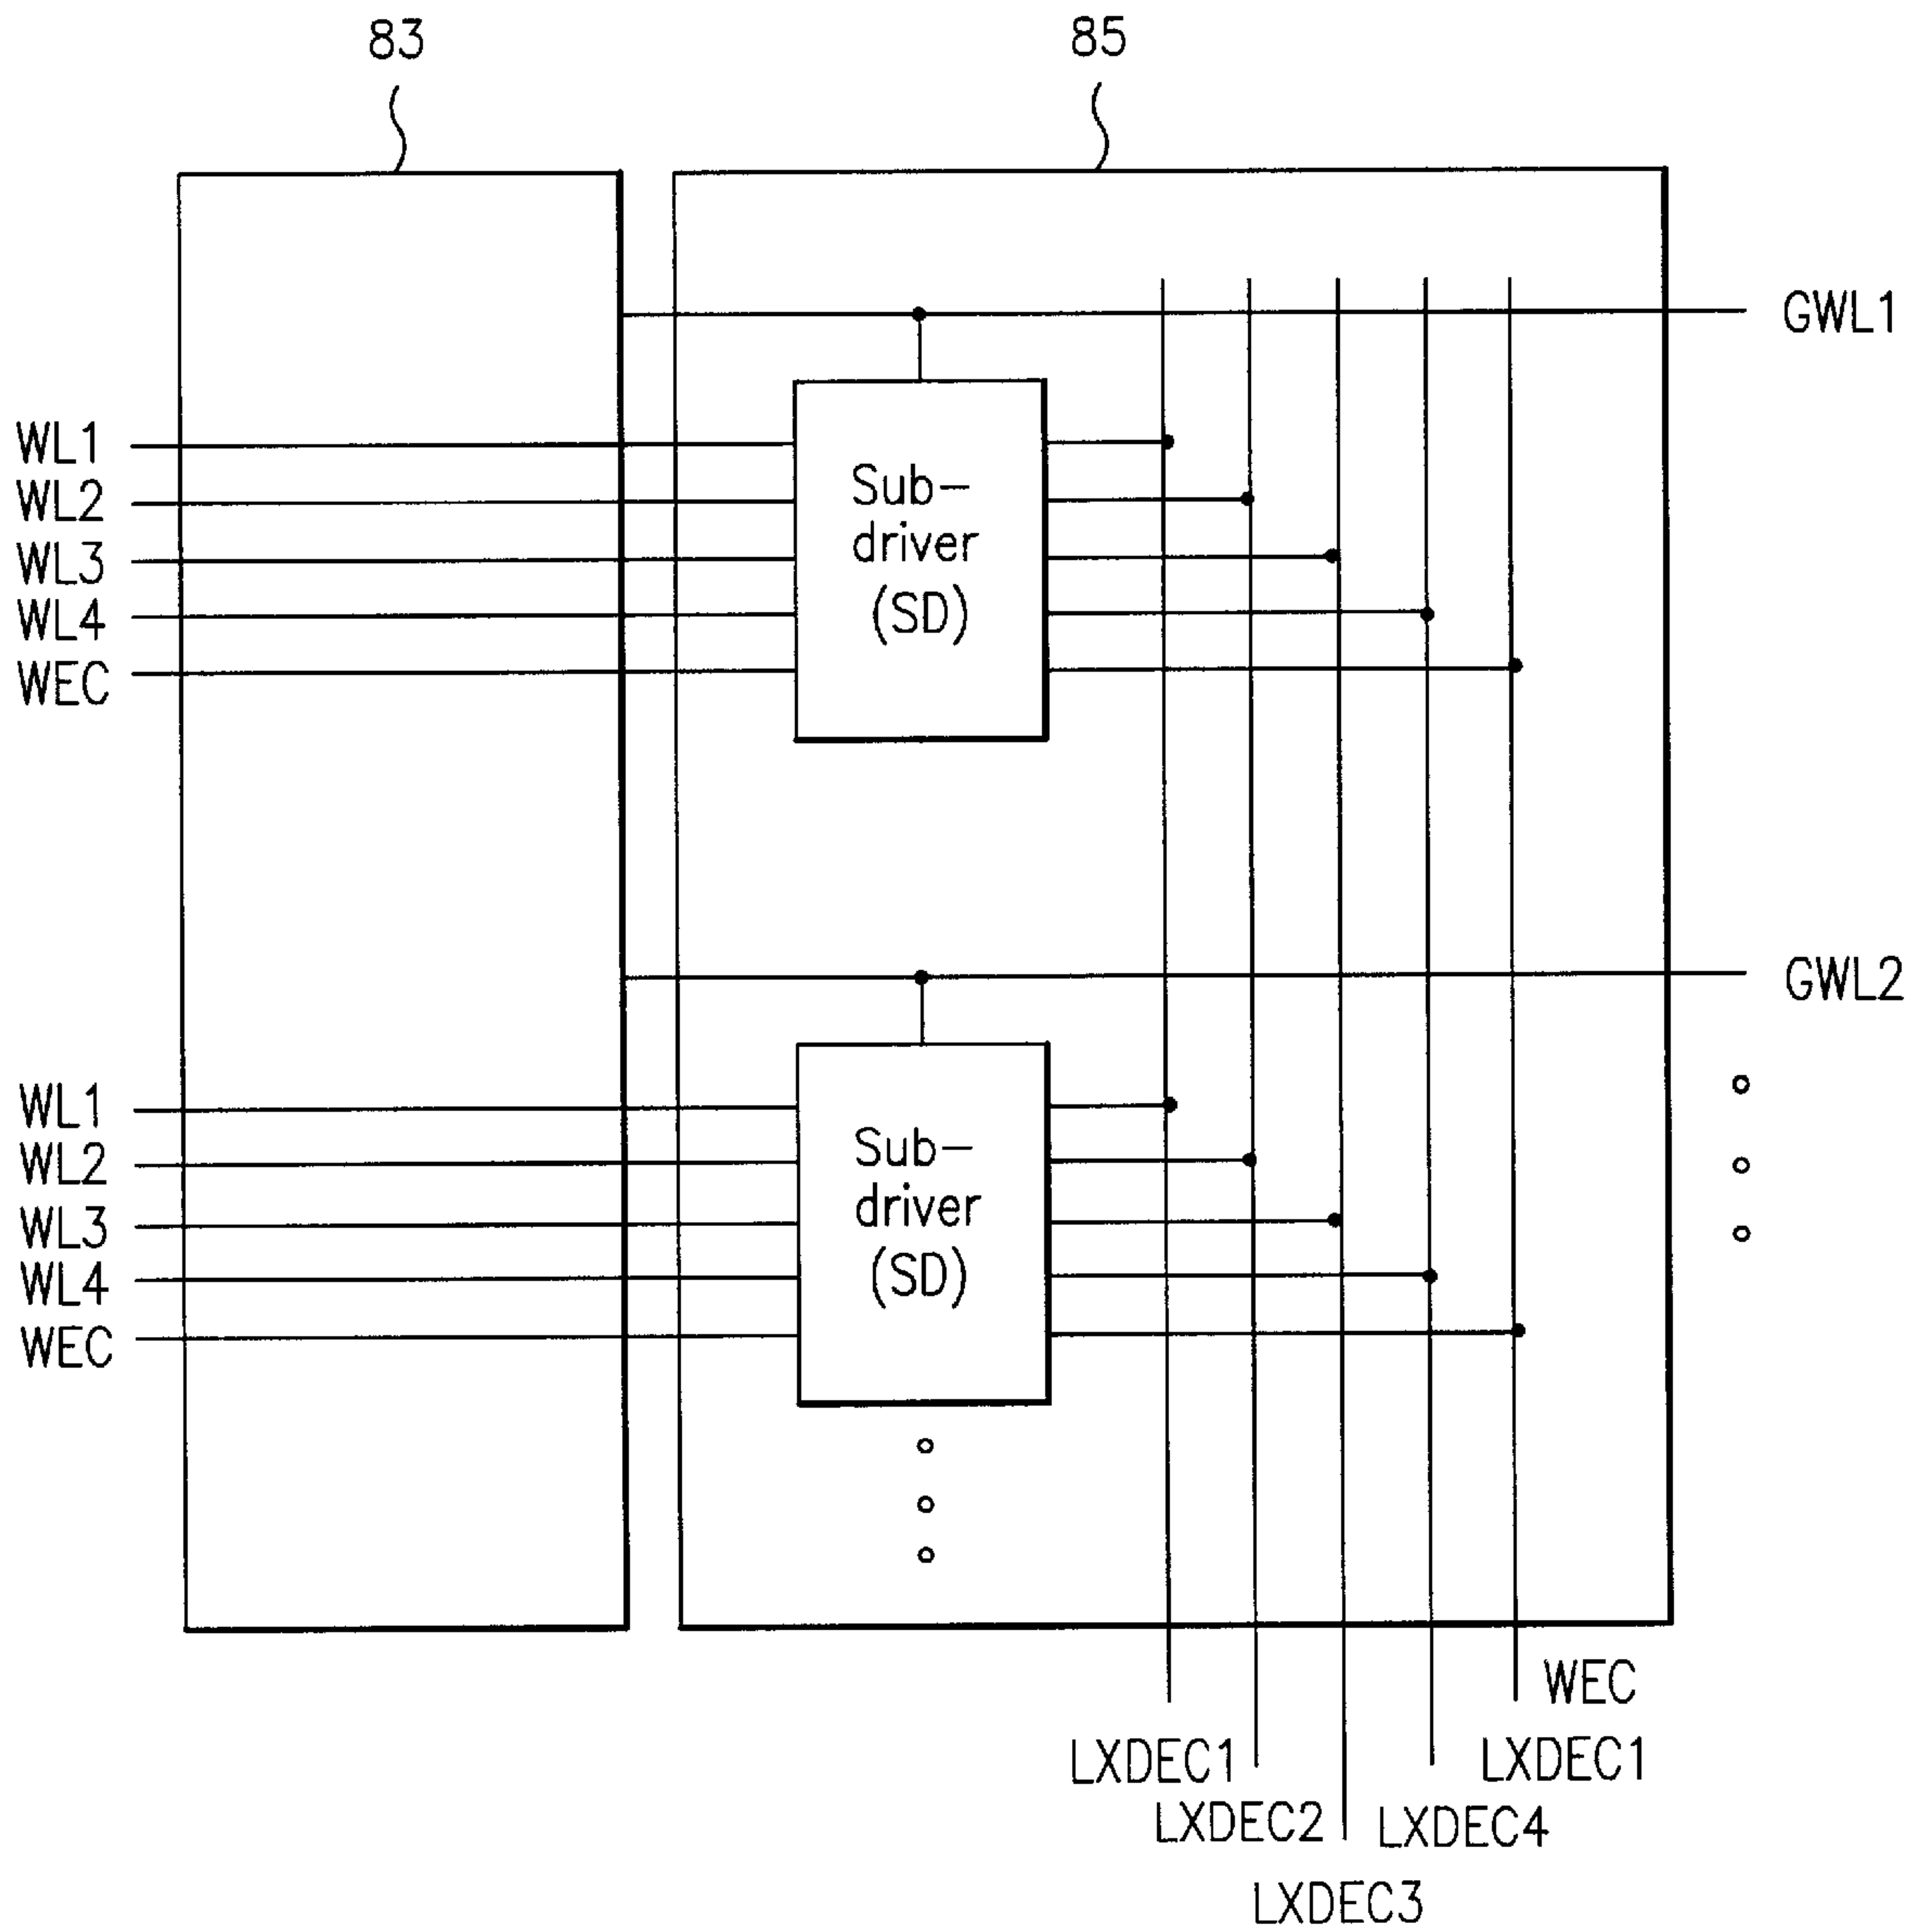 83
85
GWL1
WL1
WL2
WL3
WL4
WEC
Sub-
driver
(SD)
GWL2
WL1
WL2
WL3
WL4
WEC
Sub-
driver
(SD)
WEC
LXDEC1
LXDEC1
LXDEC2
LXDEC4
LXDEC3